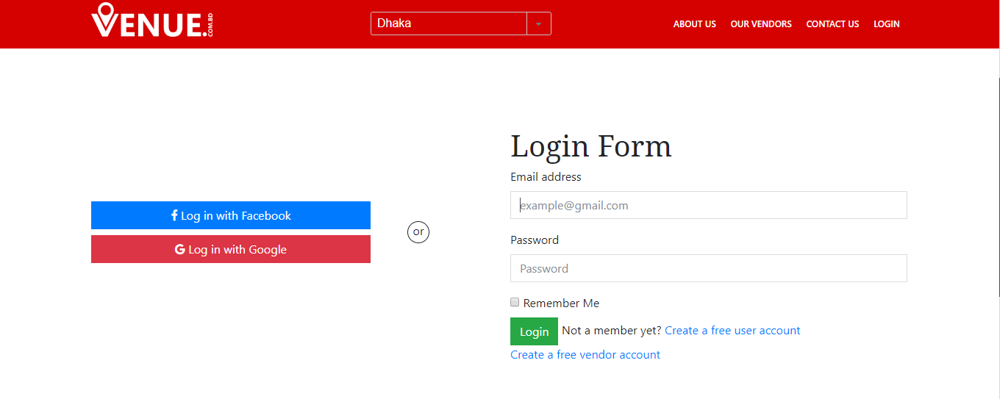 VENUE.COM.BD
Dhaka
ABOUT US OUR VENDORS CONTACT US LOGIN
Log in with Facebook
Log in with Google
or
Login Form
Email address
example@gmail.com
Password
Password
Remember Me
Login Not a member yet? Create a free user account
Create a free vendor account